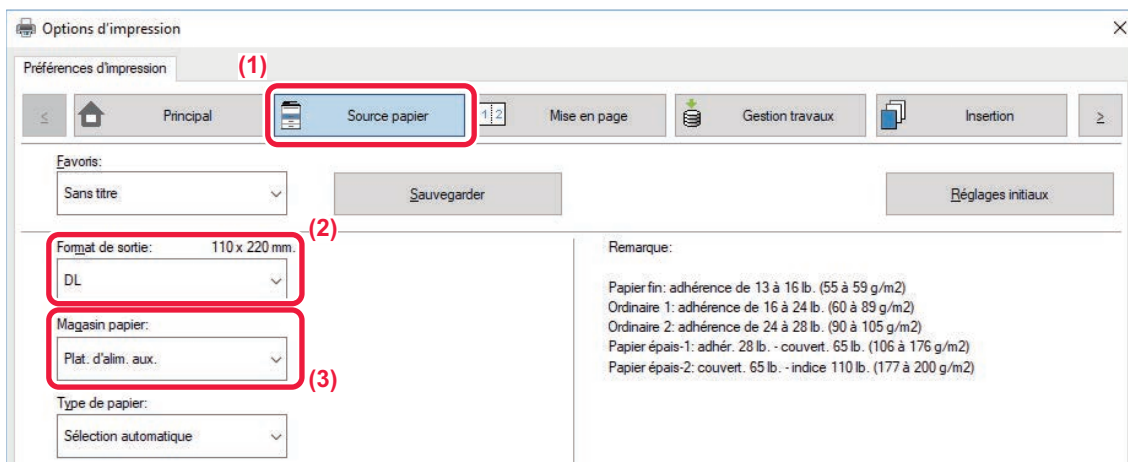 Options d'impression
Préférences d'impression
(1)
<
Principal
Source papier
1 2
Mise en page
Gestion travaux
Insertion
>
Favoris:
Sans titre
Sauvegarder
Réglages initiaux
(2)
Format de sortie: 110 x 220 mm.
DL
Magasin papier:
Plat. d'alim. aux.
(3)
Type de papier:
Sélection automatique
Remarque:
Papier fin: adhérence de 13 à 16 lb. (55 à 59 g/m2)
Ordinaire 1: adhérence de 16 à 24 lb. (60 à 89 g/m2)
Ordinaire 2: adhérence de 24 à 28 lb. (90 à 105 g/m2)
Papier épais-1: adhér. 28 lb. - couvert. 65 lb. (106 à 176 g/m2)
Papier épais-2: couvert. 65 lb. - indice 110 lb. (177 à 200 g/m2)